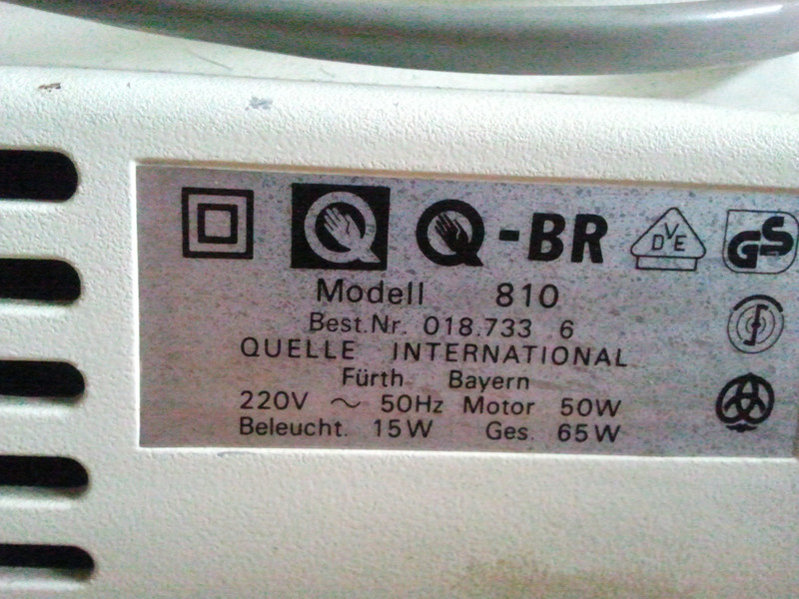 Q Q-BR DVE GS
Modell 810
Best.Nr. 018.733 6
QUELLE INTERNATIONAL
Fürth Bayern
220V ~ 50Hz Motor 50W
Beleucht. 15W Ges. 65W